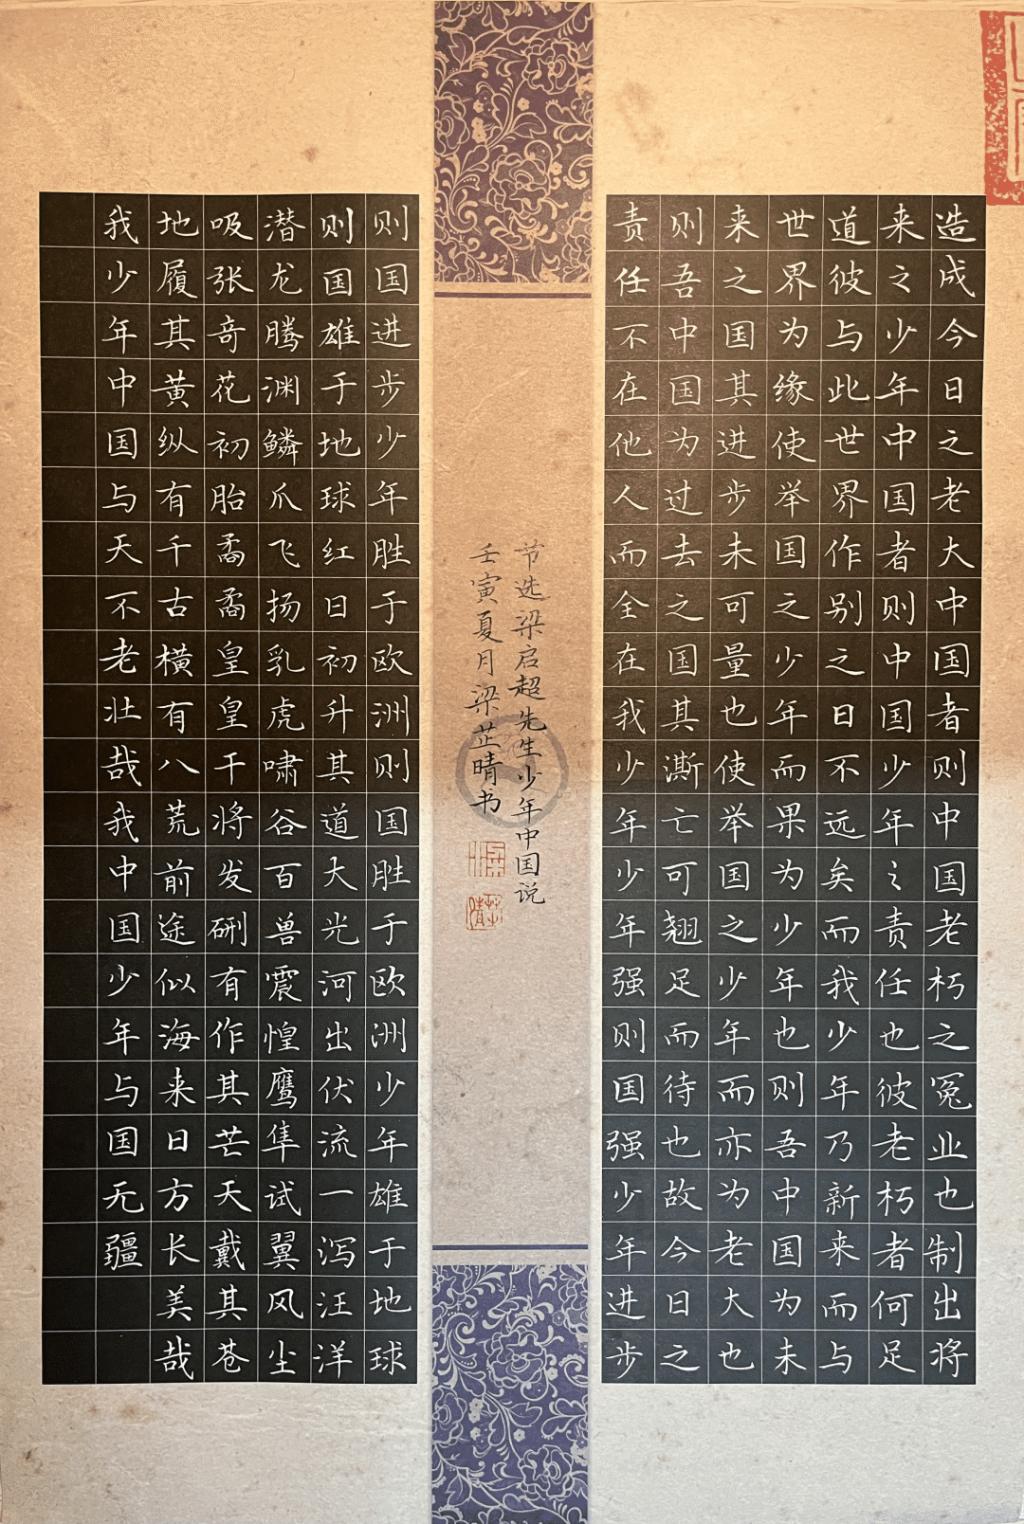 造成今日之老大中国者则中国老朽之冤业也制出将
来之少年中国者则中国少年之责任也彼老朽者何足
道彼与此世界作别之日不远矣而我少年乃新来而与
世界为缘使举国之少年而果为少年也则吾中国为未
来之国其进步未可量也使举国之少年而亦为老大也
则吾中国为过去之国其澌亡可翘足而待也故今日之
责任不在他人而全在我少年少年强则国强少年进步
则国进步少年胜于欧洲则国胜于欧洲少年雄于地球
则国雄于地球红日初升其道大光河出伏流一泻汪洋
潜龙腾渊鳞爪飞扬乳虎啸谷百兽震惶鹰隼试翼风尘
吸张奇花初胎矞矞皇皇干将发硎有作其芒天戴其苍
地履其黄纵有千古横有八荒前途似海来日方长美哉
我少年中国与天不老壮哉我中国少年与国无疆
节选梁启超先生少年中国说
壬寅夏月梁芷晴书